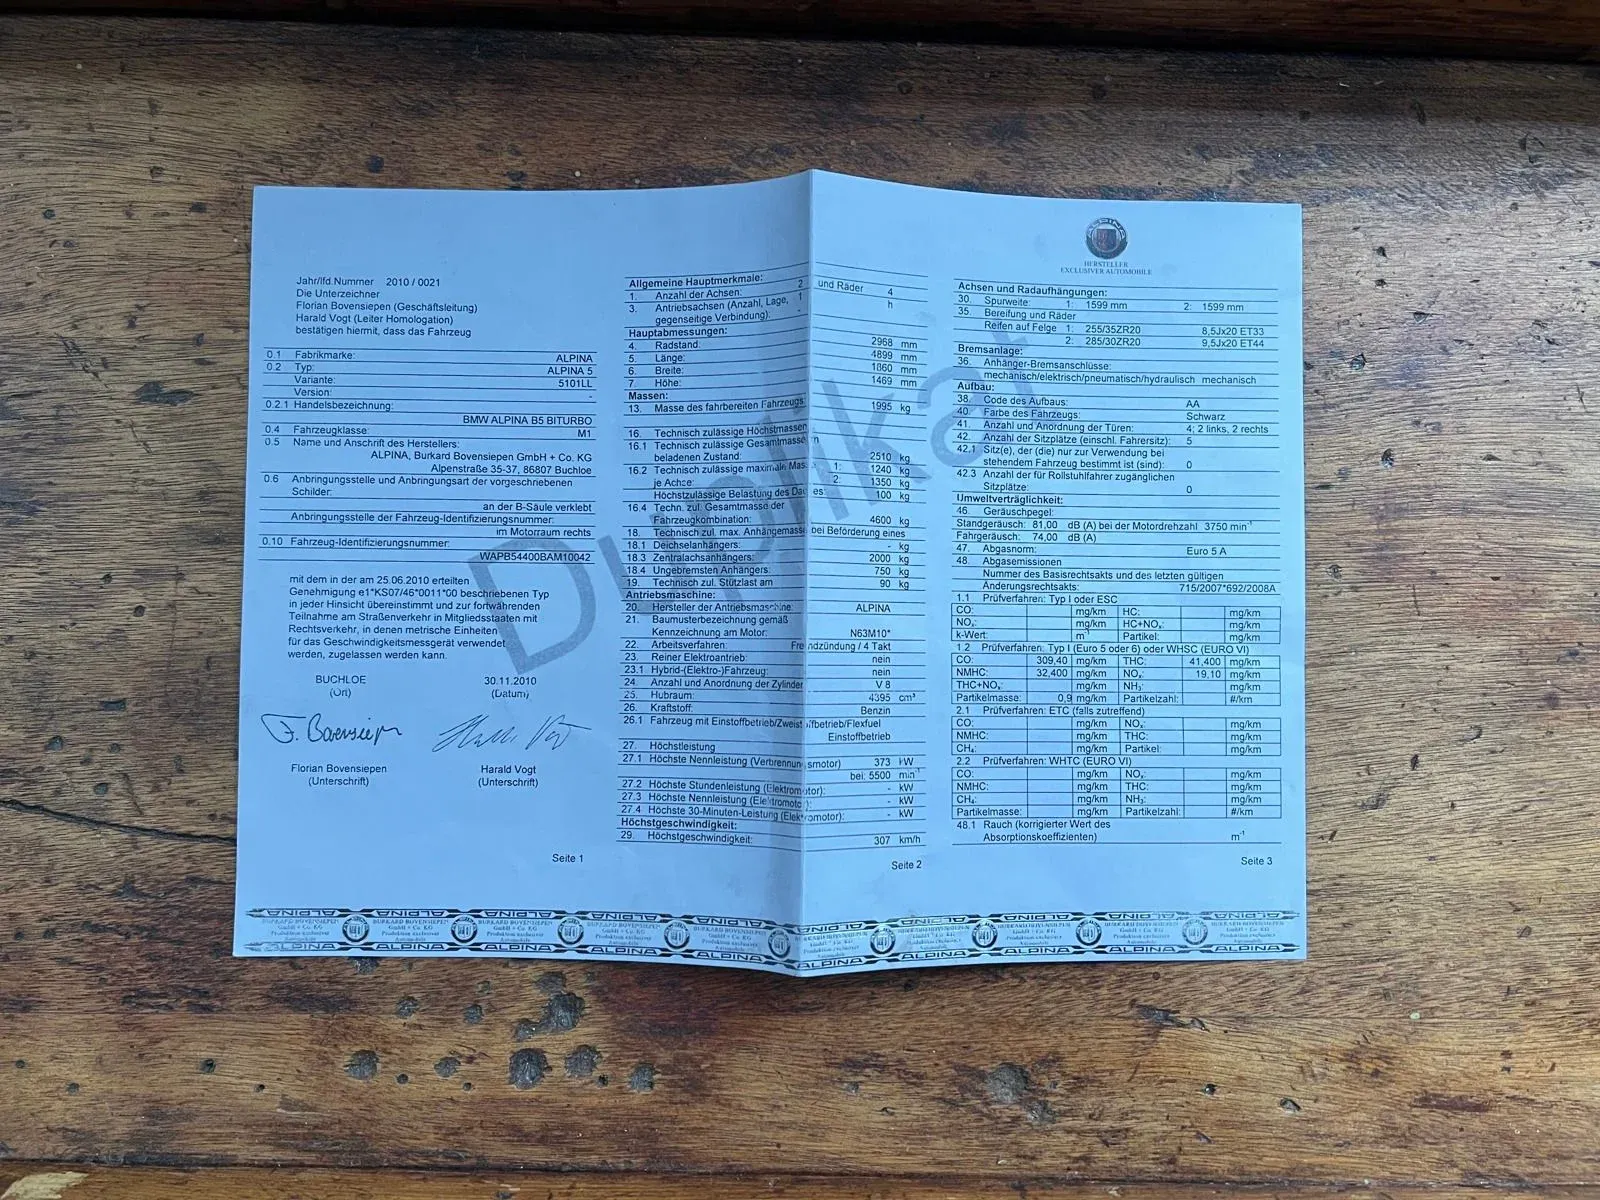 Jahr/lfd.Nummer 2010 / 0021
Die Unterzeichner
Florian Bovensiepen (Geschäftsleitung)
Harald Vogt (Leiter Homologation)
bestätigen hiermit, dass das Fahrzeug
0.1 Fabrikmarke: ALPINA
0.2 Typ: ALPINA 5
Variante: 5101LL
Version: -
0.2.1 Handelsbezeichnung:
BMW ALPINA B5 BITURBO
0.4 Fahrzeugklasse: M1
0.5 Name und Anschrift des Herstellers:
ALPINA, Burkard Bovensiepen GmbH + Co. KG
Alpenstraße 35-37, 86807 Buchloe
0.6 Anbringungsstelle und Anbringungsart der vorgeschriebenen
Schilder:
an der B-Säule verklebt
Anbringungsstelle der Fahrzeug-Identifizierungsnummer:
im Motorraum rechts
0.10 Fahrzeug-Identifizierungsnummer:
WAPB54400BAM10042
mit dem in der am 25.06.2010 erteilten
Genehmigung e1*KS07/46*0011*00 beschriebenen Typ
in jeder Hinsicht übereinstimmt und zur fortwährenden
Teilnahme am Straßenverkehr in Mitgliedsstaaten mit
Rechtsverkehr, in denen metrische Einheiten
für das Geschwindigkeitsmessgerät verwendet
werden, zugelassen werden kann.
BUCHLOE 30.11.2010
(Ort) (Datum)
F. Bovensiepen
Florian Bovensiepen Harald Vogt
(Unterschrift) (Unterschrift)
Seite 1
Allgemeine Hauptmerkmale:
1. Anzahl der Achsen: 2 und Räder 4
3. Antriebsachsen (Anzahl, Lage, 1 h
gegenseitige Verbindung): -
Hauptabmessungen:
4. Radstand: 2968 mm
5. Länge: 4899 mm
6. Breite: 1860 mm
7. Höhe: 1469 mm
Massen:
13. Masse des fahrbereiten Fahrzeugs 1995 kg
16. Technisch zulässige Höchstmassen
16.1 Technisch zulässige Gesamtmasse
beladenen Zustand: 2510 kg
16.2 Technisch zulässige maximale 1: 1240 kg
je Achse: 2: 1350 kg
Höchstzulässige Belastung des 100 kg
16.4 Techn. zul. Gesamtmasse der
Fahrzeugkombination: 4600 kg
18. Technisch zul. max. Anhängemasse bei Beförderung eines
18.1 Deichselanhängers: - kg
18.3 Zentralachsanhängers: 2000 kg
18.4 Ungebremsten Anhängers: 750 kg
19. Technisch zul. Stützlast am 90 kg
Antriebsmaschine:
20. Hersteller der Antriebsmaschine: ALPINA
21. Baumusterbezeichnung gemäß
Kennzeichnung am Motor: N63M10*
22. Arbeitsverfahren: Fremdzündung / 4 Takt
23. Reiner Elektroantrieb: nein
23.1 Hybrid-(Elektro-)Fahrzeug: nein
24. Anzahl und Anordnung der Zylinder V 8
25. Hubraum: 4395 cm³
26. Kraftstoff: Benzin
26.1 Fahrzeug mit Einstoffbetrieb/Zweistoffbetrieb/Flexfuel
Einstoffbetrieb
27. Höchstleistung
27.1 Höchste Nennleistung (Verbrennungsmotor) 373 kW
bei: 5500 min⁻¹
27.2 Höchste Stundenleistung (Elektromotor): - kW
27.3 Höchste Nennleistung (Elektromotor): - kW
27.4 Höchste 30-Minuten-Leistung (Elektromotor): - kW
Höchstgeschwindigkeit:
29. Höchstgeschwindigkeit: 307 km/h
Seite 2
ALPINA
HERSTELLER
EXCLUSIVER AUTOMOBILE
Achsen und Radaufhängungen:
30. Spurweite: 1: 1599 mm 2: 1599 mm
35. Bereifung und Räder
Reifen auf Felge 1: 255/35ZR20 8,5Jx20 ET33
2: 285/30ZR20 9,5Jx20 ET44
Bremsanlage:
36. Anhänger-Bremsanschlüsse:
mechanisch/elektrisch/pneumatisch/hydraulisch mechanisch
Aufbau:
38. Code des Aufbaus: AA
40. Farbe des Fahrzeugs: Schwarz
41. Anzahl und Anordnung der Türen: 4; 2 links, 2 rechts
42. Anzahl der Sitzplätze (einschl. Fahrersitz): 5
42.1 Sitz(e), der (die) nur zur Verwendung bei
stehendem Fahrzeug bestimmt ist (sind): 0
42.3 Anzahl der für Rollstuhlfahrer zugänglichen
Sitzplätze: 0
Umweltverträglichkeit:
46. Geräuschpegel:
Standgeräusch: 81,00 dB (A) bei der Motordrehzahl 3750 min⁻¹
Fahrgeräusch: 74,00 dB (A)
47. Abgasnorm: Euro 5 A
48. Abgasemissionen
Nummer des Basisrechtsakts und des letzten gültigen
Änderungsrechtsakts: 715/2007*692/2008A
1.1 Prüfverfahren: Typ I oder ESC
CO: mg/km HC: mg/km
NOₓ: mg/km HC+NOₓ: mg/km
k-Wert: m⁻¹ Partikel: mg/km
1.2 Prüfverfahren: Typ I (Euro 5 oder 6) oder WHSC (EURO VI)
CO: 309,40 mg/km THC: 41,400 mg/km
NMHC: 32,400 mg/km NOₓ: 19,10 mg/km
THC+NOₓ: mg/km NH₃: mg/km
Partikelmasse: 0,9 mg/km Partikelzahl: #/km
2.1 Prüfverfahren: ETC (falls zutreffend)
CO: mg/km NOₓ: mg/km
NMHC: mg/km THC: mg/km
CH₄: mg/km Partikel: mg/km
2.2 Prüfverfahren: WHTC (EURO VI)
CO: mg/km NOₓ: mg/km
NMHC: mg/km THC: mg/km
CH₄: mg/km NH₃: mg/km
Partikelmasse: mg/km Partikelzahl: #/km
48.1 Rauch (korrigierter Wert des
Absorptionskoeffizienten) m⁻¹
Seite 3
Duplikat
ALPINA ALPINA ALPINA ALPINA ALPINA ALPINA ALPINA ALPINA ALPINA ALPINA
BURKARD BOVENSIEPEN
GmbH + Co. KG
Produktion exclusiver
Automobile
ALPINA ALPINA ALPINA ALPINA ALPINA ALPINA ALPINA ALPINA ALPINA ALPINA